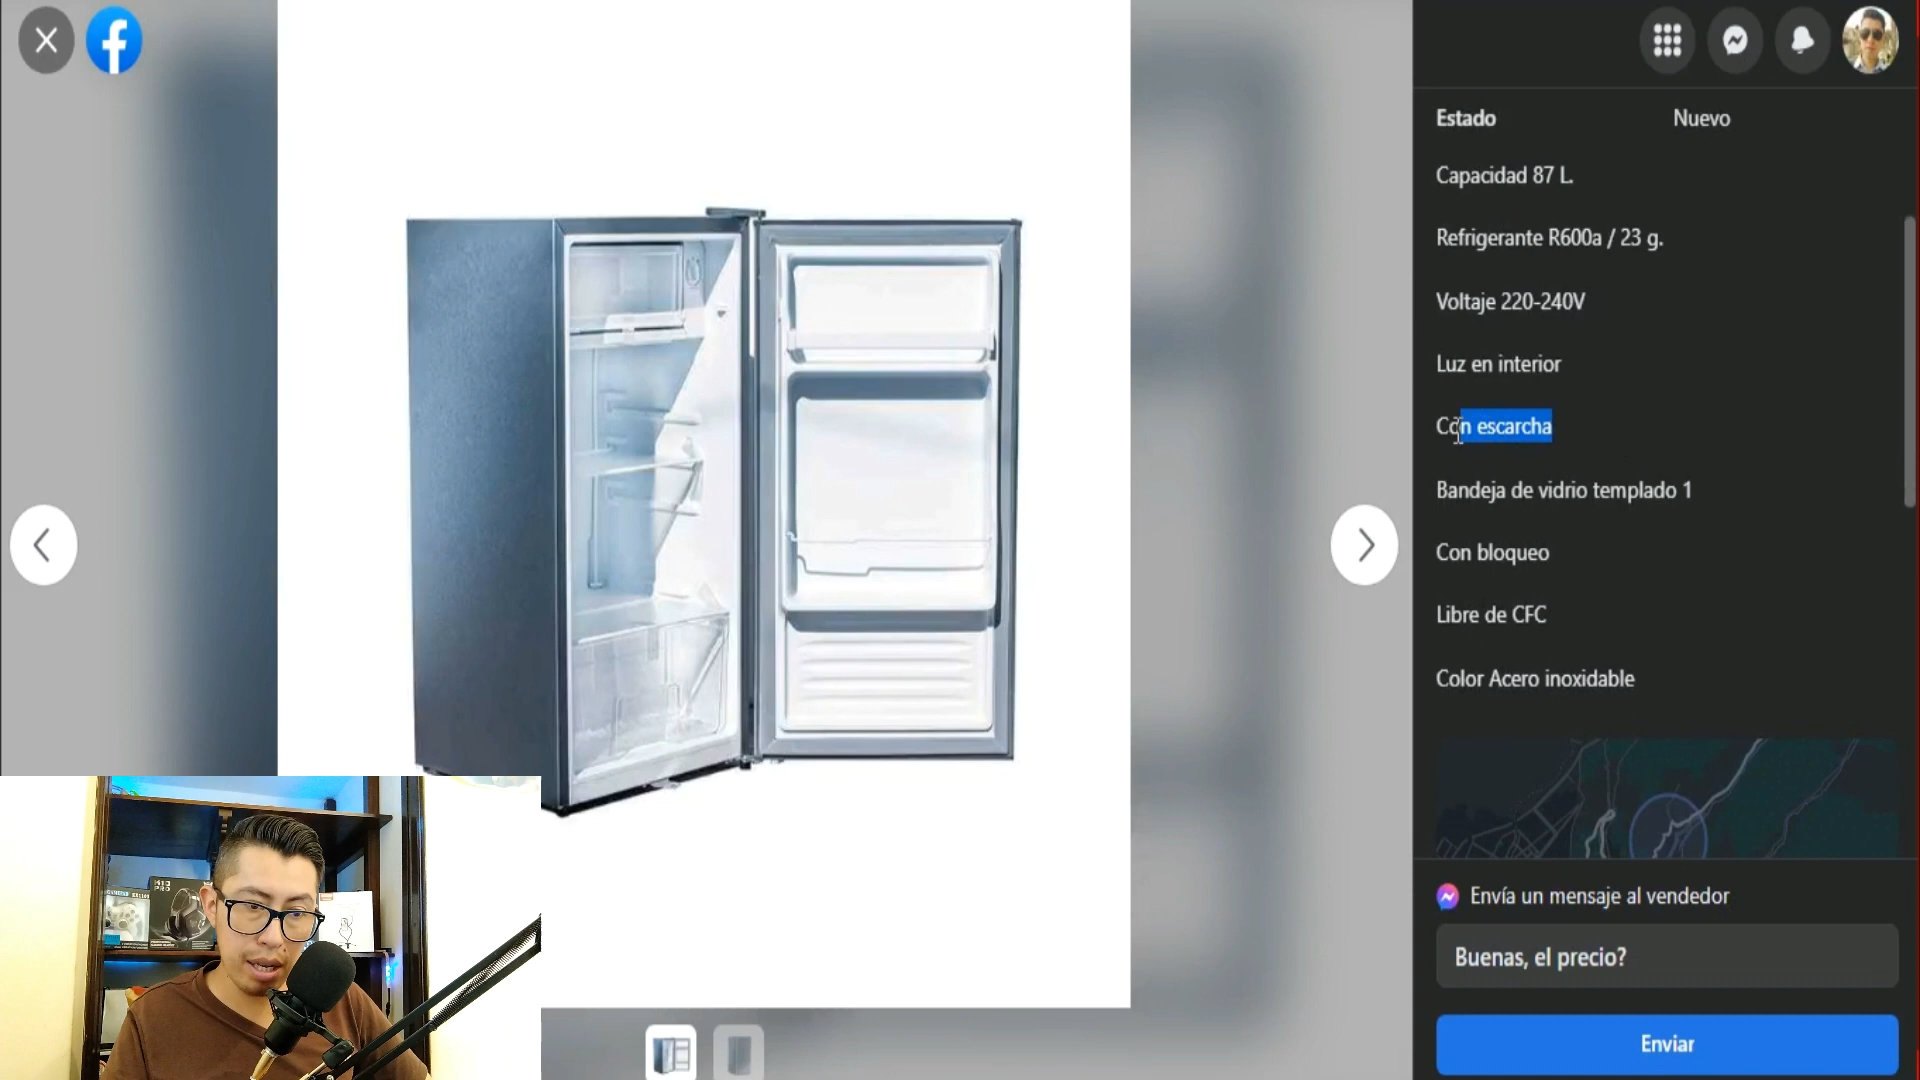 Estado Nuevo
Capacidad 87 L.
Refrigerante R600a / 23 g.
Voltaje 220-240V
Luz en interior
Con escarcha
Bandeja de vidrio templado 1
Con bloqueo
Libre de CFC
Color Acero inoxidable
Envía un mensaje al vendedor
Buenas, el precio?
Enviar